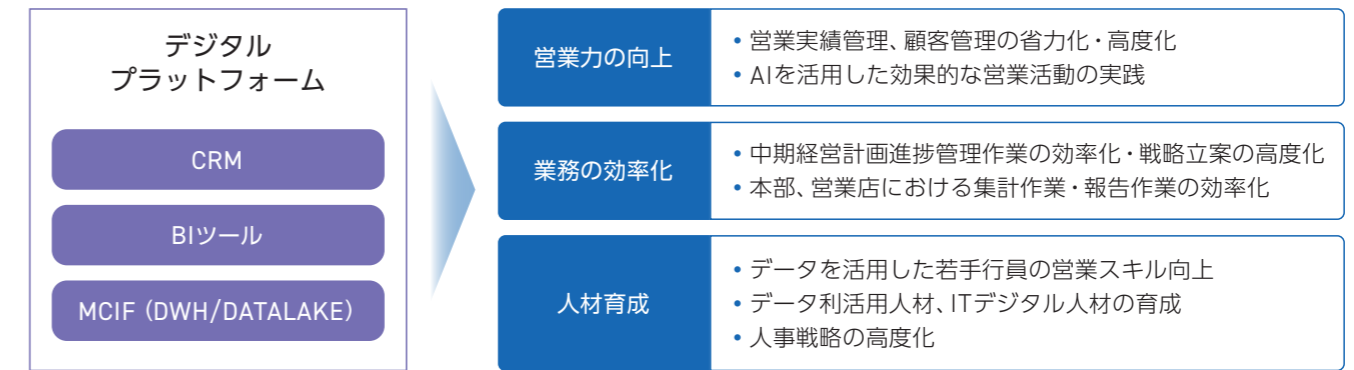 デジタル
プラットフォーム
CRM
BIツール
MCIF (DWH/DATALAKE)
営業力の向上
・営業実績管理、顧客管理の省力化・高度化
・AIを活用した効果的な営業活動の実践
業務の効率化
・中期経営計画進捗管理作業の効率化・戦略立案の高度化
・本部、営業店における集計作業・報告作業の効率化
人材育成
・データを活用した若手行員の営業スキル向上
・データ利活用人材、ITデジタル人材の育成
・人事戦略の高度化